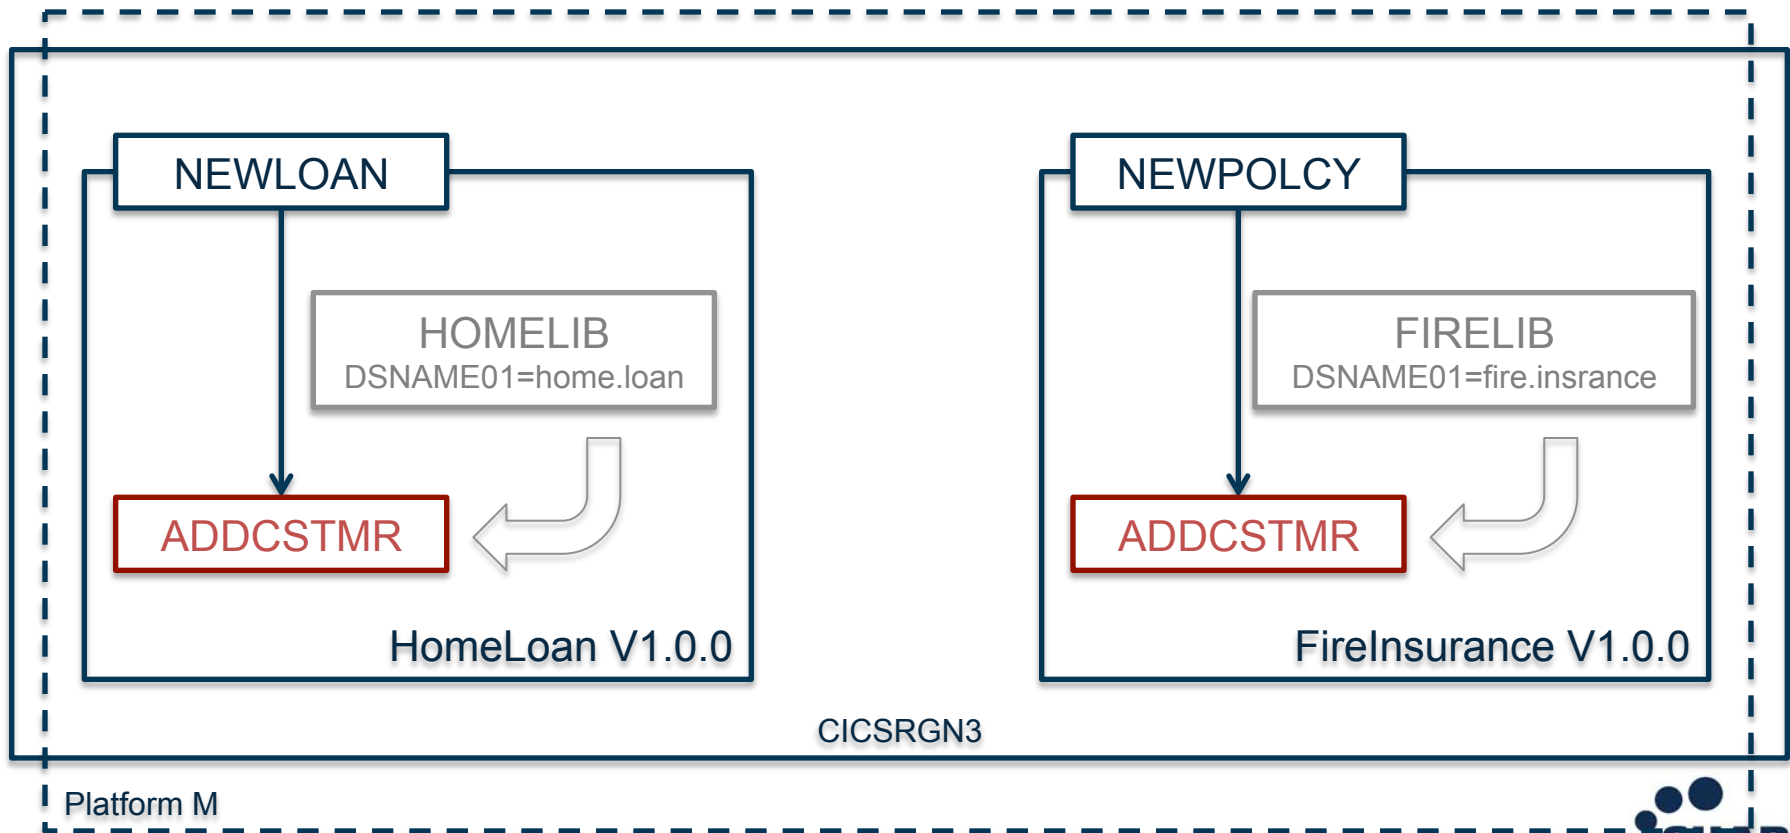 NEWLOAN
NEWPOLCY
HOMELIB
DSNAME01=home.loan
FIRELIB
DSNAME01=fire.insrance
ADDCSTMR
ADDCSTMR
HomeLoan V1.0.0
FireInsurance V1.0.0
CICSRGN3
Platform M